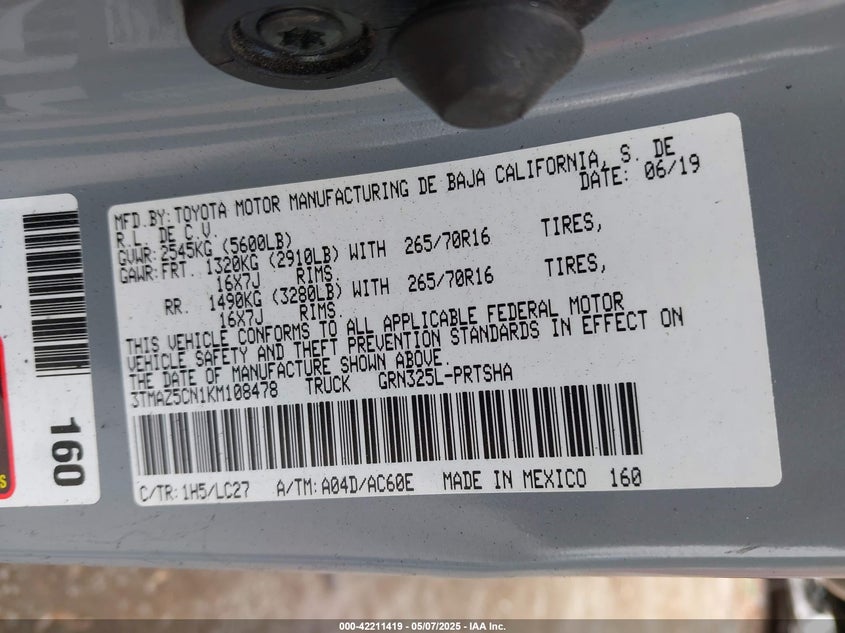 MFD.BY: TOYOTA MOTOR MANUFACTURING DE BAJA CALIFORNIA, S. DE
R.L. DE C.V. DATE: 06/19
GVWR: 2545KG (5600LB)
GAWR: FRT. 1320KG (2910LB) WITH 265/70R16 TIRES,
16X7J RIMS.
RR. 1490KG (3280LB) WITH 265/70R16 TIRES,
16X7J RIMS.
THIS VEHICLE CONFORMS TO ALL APPLICABLE FEDERAL MOTOR
VEHICLE SAFETY AND THEFT PREVENTION STANDARDS IN EFFECT ON
THE DATE OF MANUFACTURE SHOWN ABOVE.
3TMAZ5CN1KM108478 TRUCK GRN325L-PRTSHA
C/TR: 1H5/LC27 A/TM: A04D/AC60E MADE IN MEXICO 160
160
S
000-42211419 - 05/07/2025 - IAA Inc.